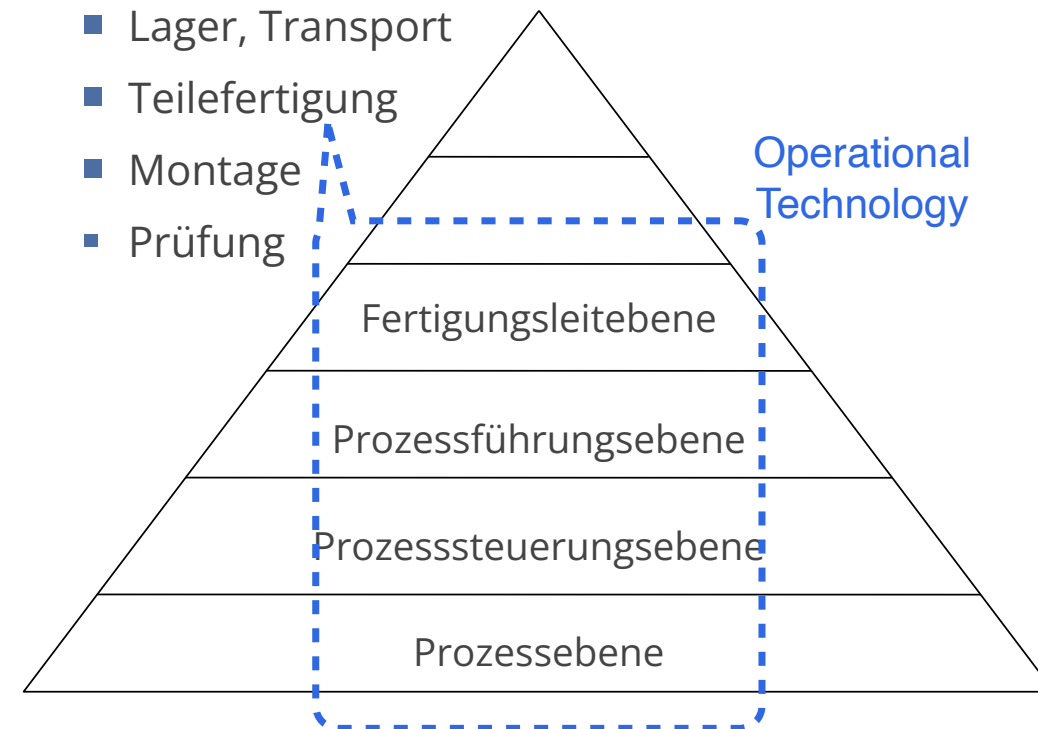 Lager, Transport
Teilefertigung
Montage
Prüfung
Operational
Technology
Fertigungsleitebene
Prozessführungsebene
Prozesssteuerungsebene
Prozessebene